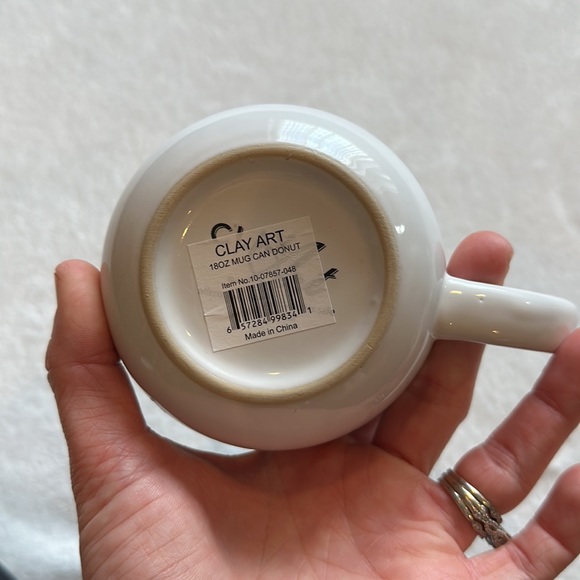 CLAY ART
18OZ MUG CAN DONUT
Item No.10-07857-048
6 57284 99834 1
Made in China